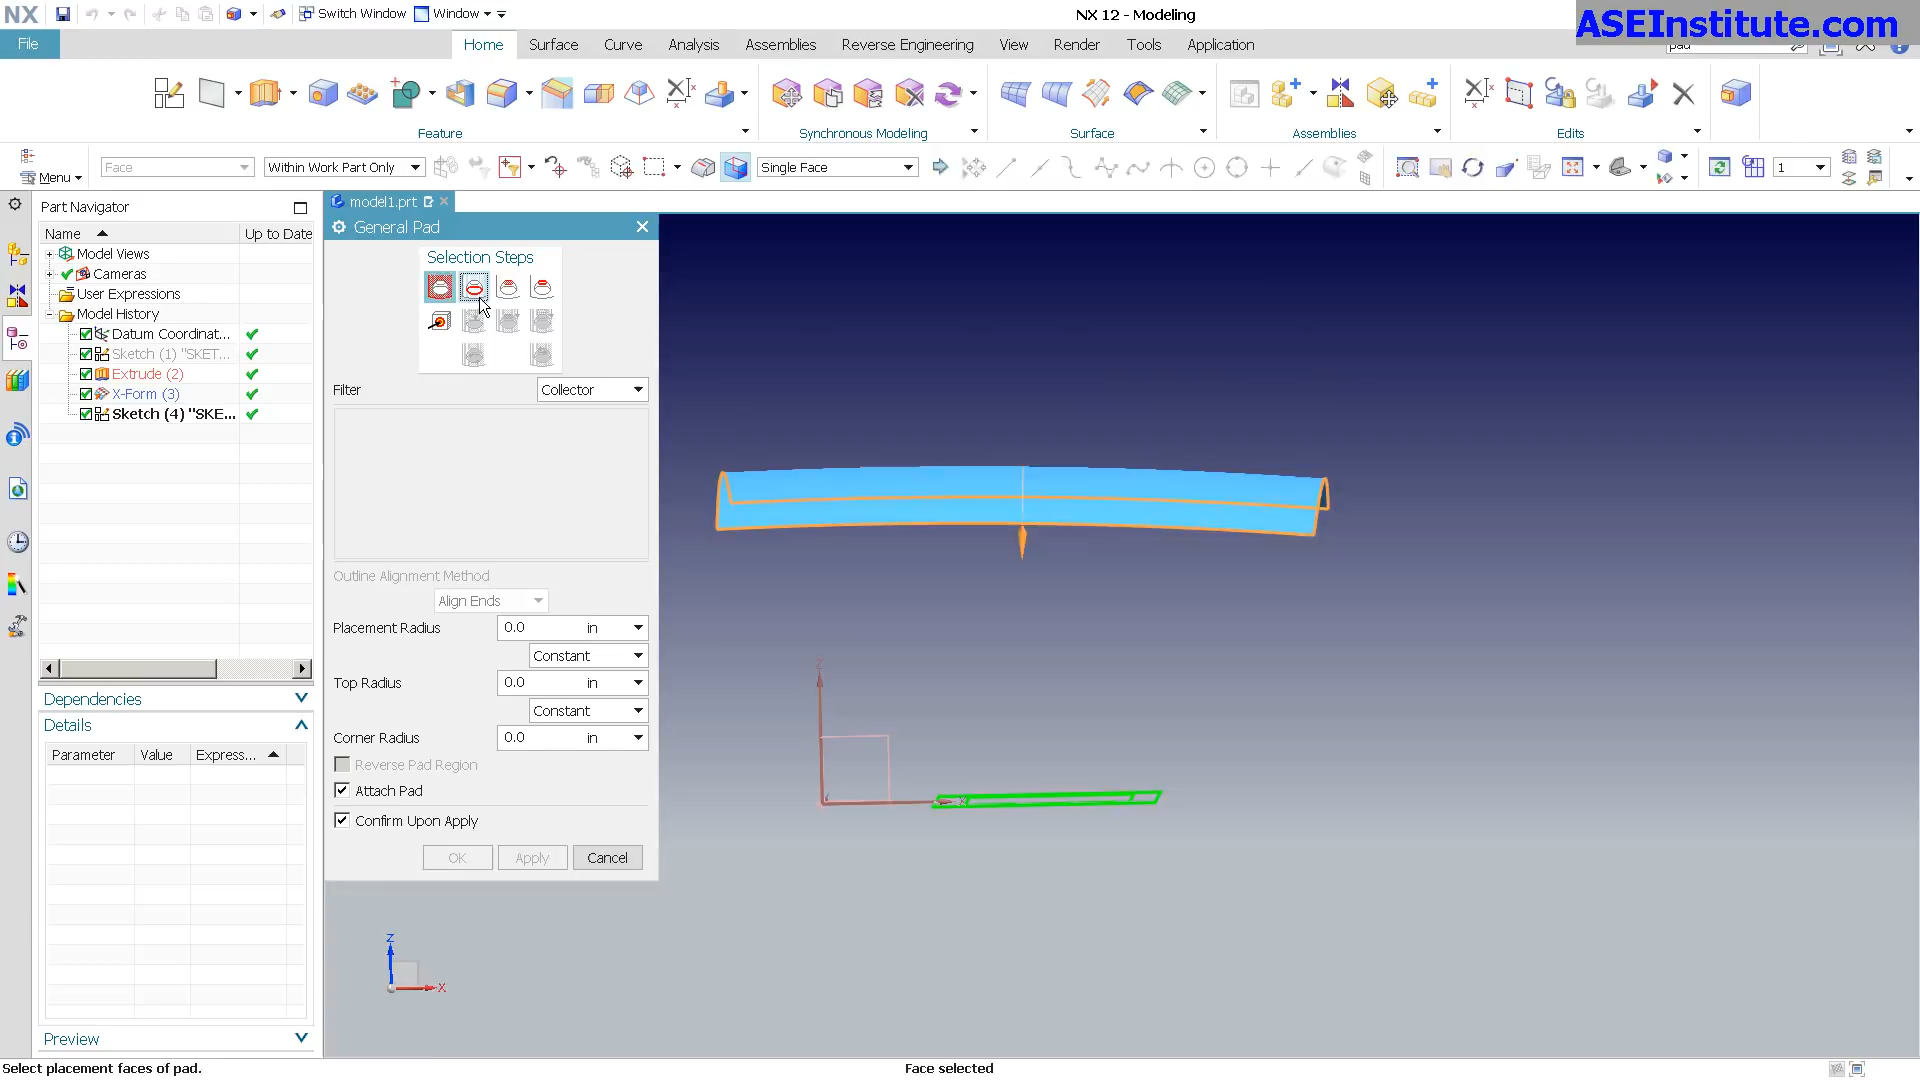 NX
Switch Window
Window
NX 12 - Modeling
ASEInstitute.com
File
Home
Surface
Curve
Analysis
Assemblies
Reverse Engineering
View
Render
Tools
Application
pad
Feature
Synchronous Modeling
Surface
Assemblies
Edits
Menu
Face
Within Work Part Only
Single Face
1
Part Navigator
model1.prt
General Pad
Name
Up to Date
Model Views
Cameras
User Expressions
Model History
Datum Coordinat...
Sketch (1) "SKET...
Extrude (2)
X-Form (3)
Sketch (4) "SKE...
Selection Steps
Filter
Collector
Outline Alignment Method
Align Ends
Placement Radius
0.0
in
Constant
Top Radius
0.0
in
Constant
Corner Radius
0.0
in
Reverse Pad Region
Attach Pad
Confirm Upon Apply
OK
Apply
Cancel
Dependencies
Details
Parameter
Value
Express...
Preview
Z
X
Z
X
Select placement faces of pad.
Face selected